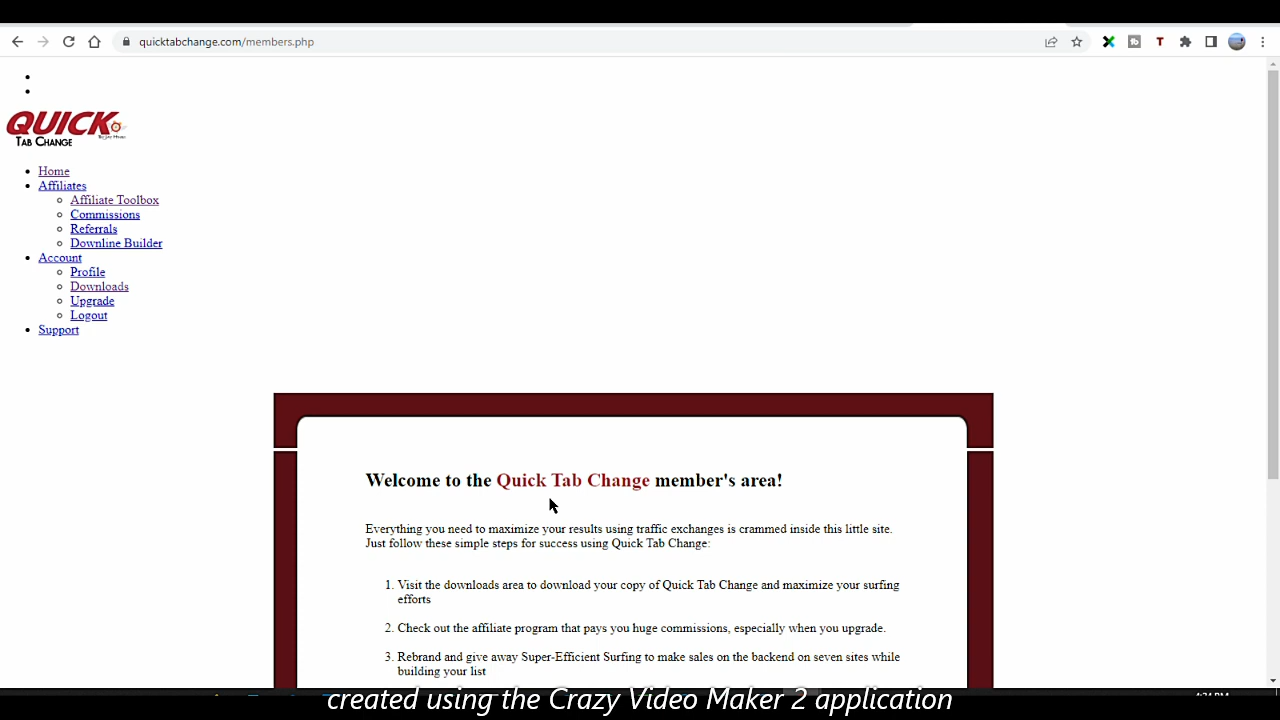 quicktabchange.com/members.php
QUICK
TAB CHANGE
Home
Affiliates
Affiliate Toolbox
Commissions
Referrals
Downline Builder
Account
Profile
Downloads
Upgrade
Logout
Support
Welcome to the Quick Tab Change member's area!
Everything you need to maximize your results using traffic exchanges is crammed inside this little site.
Just follow these simple steps for success using Quick Tab Change:
1. Visit the downloads area to download your copy of Quick Tab Change and maximize your surfing
efforts
2. Check out the affiliate program that pays you huge commissions, especially when you upgrade.
3. Rebrand and give away Super-Efficient Surfing to make sales on the backend on seven sites while
building your list
created using the Crazy Video Maker 2 application